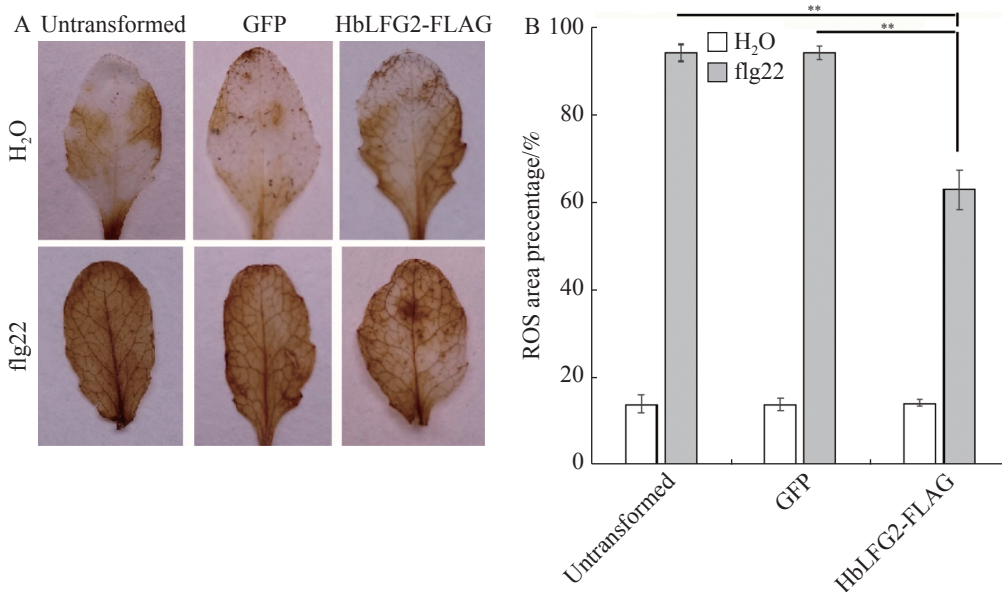 A
Untransformed
GFP
HbLFG2-FLAG
H₂O
flg22
B
**
**
H₂O
flg22
ROS area precentage/%
100
80
60
40
20
0
Untransformed
GFP
HbLFG2-FLAG